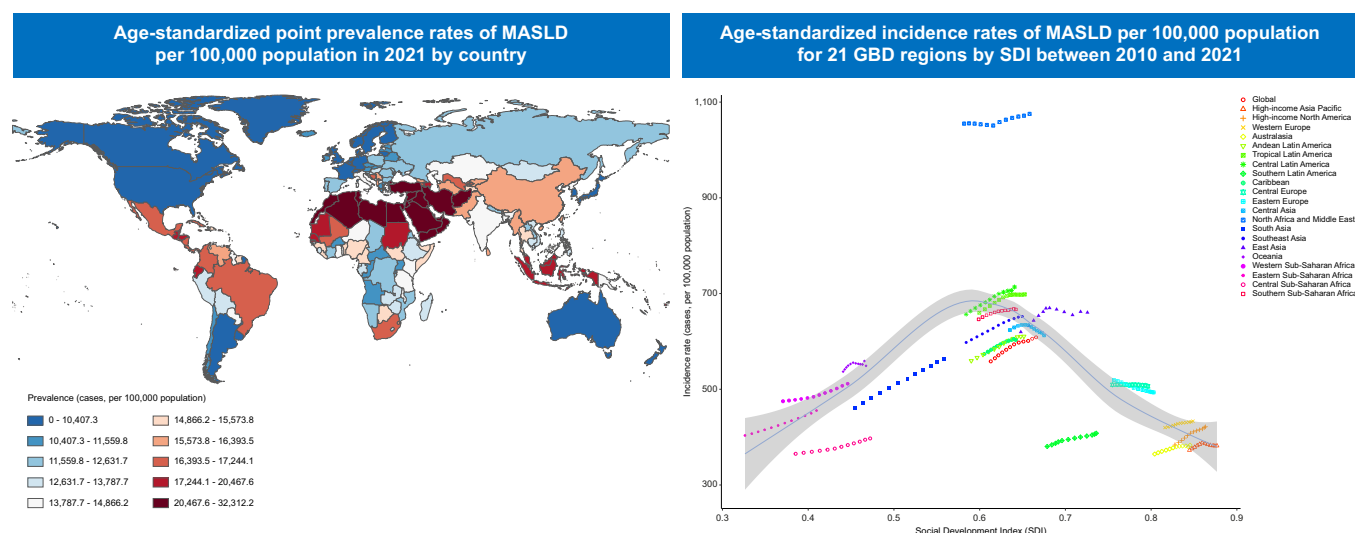 Age-standardized point prevalence rates of MASLD
per 100,000 population in 2021 by country
Prevalence (cases, per 100,000 population)
0 - 10,407.3
10,407.3 - 11,559.8
11,559.8 - 12,631.7
12,631.7 - 13,787.7
13,787.7 - 14,866.2
14,866.2 - 15,573.8
15,573.8 - 16,393.5
16,393.5 - 17,244.1
17,244.1 - 20,467.6
20,467.6 - 32,312.2
Age-standardized incidence rates of MASLD per 100,000 population
for 21 GBD regions by SDI between 2010 and 2021
Incidence rate (cases, per 100,000 population)
1,100
900
700
500
300
0.3
0.4
0.5
0.6
0.7
0.8
0.9
Social Development Index (SDI)
Global
High-income Asia Pacific
High-income North America
Western Europe
Australasia
Andean Latin America
Tropical Latin America
Central Latin America
Southern Latin America
Caribbean
Central Europe
Eastern Europe
Central Asia
North Africa and Middle East
South Asia
Southeast Asia
East Asia
Oceania
Western Sub-Saharan Africa
Eastern Sub-Saharan Africa
Central Sub-Saharan Africa
Southern Sub-Saharan Africa